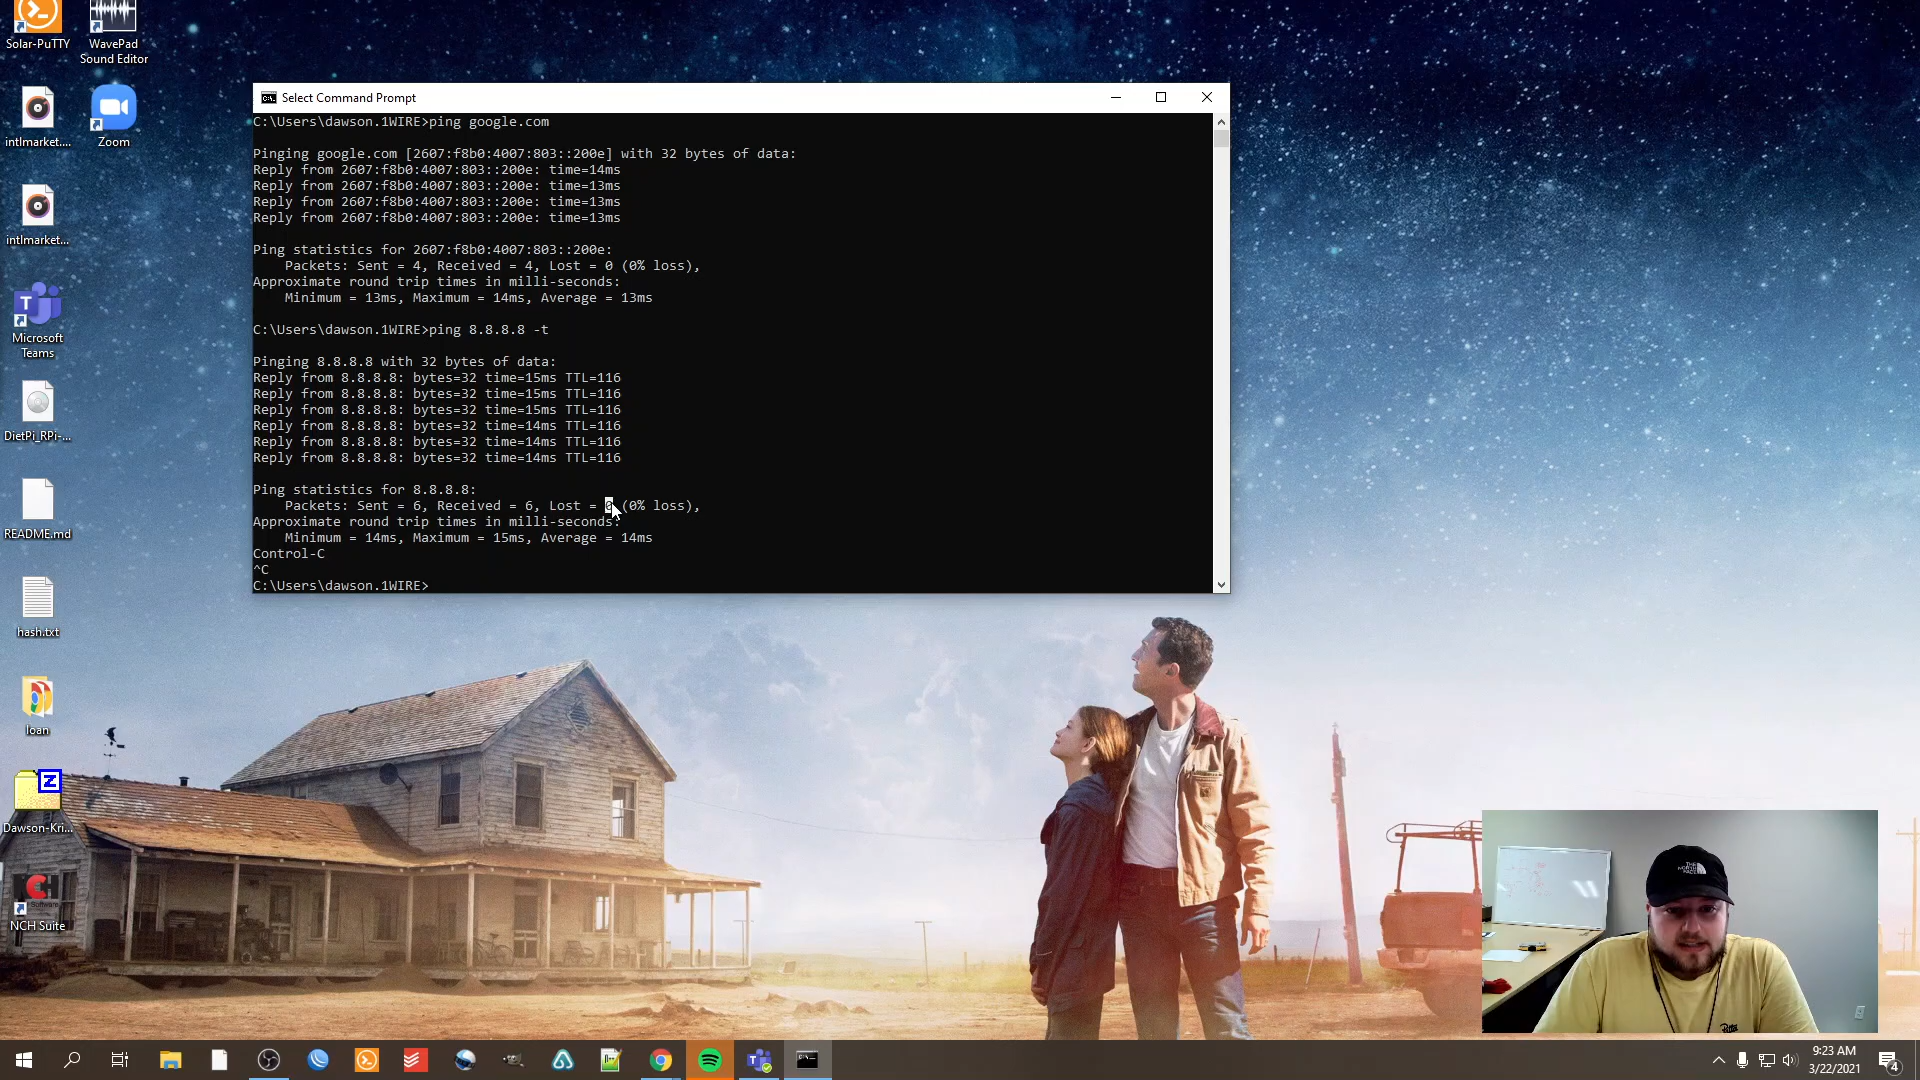 Solar-PuTTY
WavePad
Sound Editor
intlmarket....
Zoom
intlmarket...
Microsoft
Teams
DietPi_RPi-...
README.md
hash.txt
loan
Dawson-Kri...
NCH Suite
Select Command Prompt
C:\Users\dawson.1WIRE>ping google.com
Pinging google.com [2607:f8b0:4007:803::200e] with 32 bytes of data:
Reply from 2607:f8b0:4007:803::200e: time=14ms
Reply from 2607:f8b0:4007:803::200e: time=13ms
Reply from 2607:f8b0:4007:803::200e: time=13ms
Reply from 2607:f8b0:4007:803::200e: time=13ms
Ping statistics for 2607:f8b0:4007:803::200e:
Packets: Sent = 4, Received = 4, Lost = 0 (0% loss),
Approximate round trip times in milli-seconds:
Minimum = 13ms, Maximum = 14ms, Average = 13ms
C:\Users\dawson.1WIRE>ping 8.8.8.8 -t
Pinging 8.8.8.8 with 32 bytes of data:
Reply from 8.8.8.8: bytes=32 time=15ms TTL=116
Reply from 8.8.8.8: bytes=32 time=15ms TTL=116
Reply from 8.8.8.8: bytes=32 time=15ms TTL=116
Reply from 8.8.8.8: bytes=32 time=14ms TTL=116
Reply from 8.8.8.8: bytes=32 time=14ms TTL=116
Reply from 8.8.8.8: bytes=32 time=14ms TTL=116
Ping statistics for 8.8.8.8:
Packets: Sent = 6, Received = 6, Lost = 0 (0% loss),
Approximate round trip times in milli-seconds:
Minimum = 14ms, Maximum = 15ms, Average = 14ms
Control-C
^C
C:\Users\dawson.1WIRE>
THE
NORTH
FACE
9:23 AM
3/22/2021
4